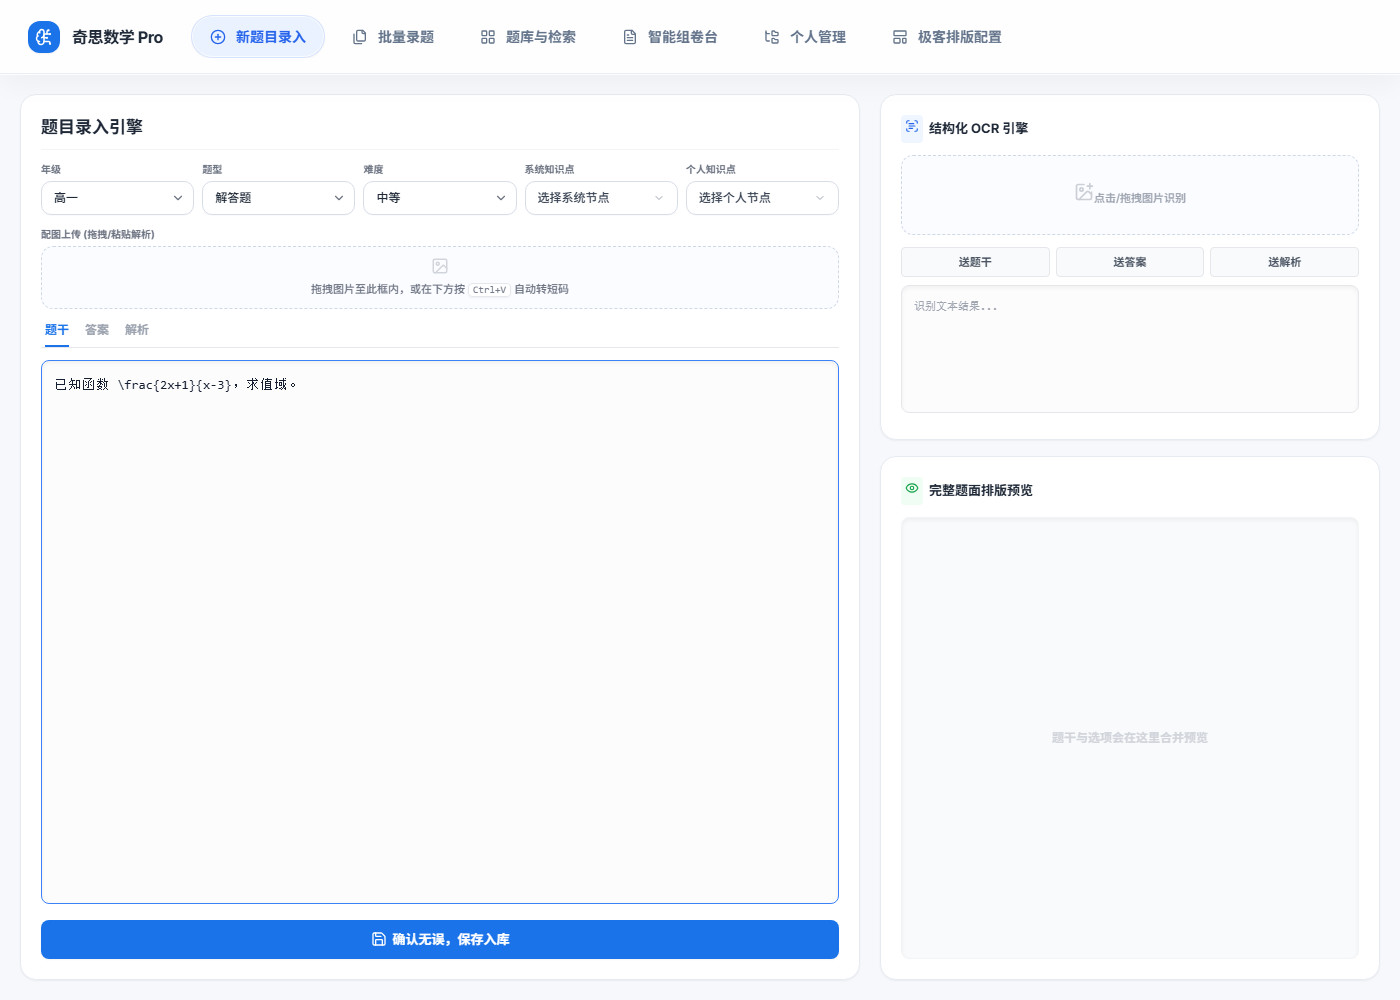 奇思数学 Pro
新题目录入
批量录题
题库与检索
智能组卷台
个人管理
极客排版配置
题目录入引擎
年级
题型
难度
系统知识点
个人知识点
高一
解答题
中等
选择系统节点
选择个人节点
配图上传 (拖拽/粘贴解析)
拖拽图片至此框内，或在下方按 Ctrl+V 自动转短码
题干
答案
解析
已知函数 \frac{2x+1}{x-3}，求值域。
确认无误，保存入库
结构化 OCR 引擎
点击/拖拽图片识别
送题干
送答案
送解析
识别文本结果...
完整题面排版预览
题干与选项会在这里合并预览